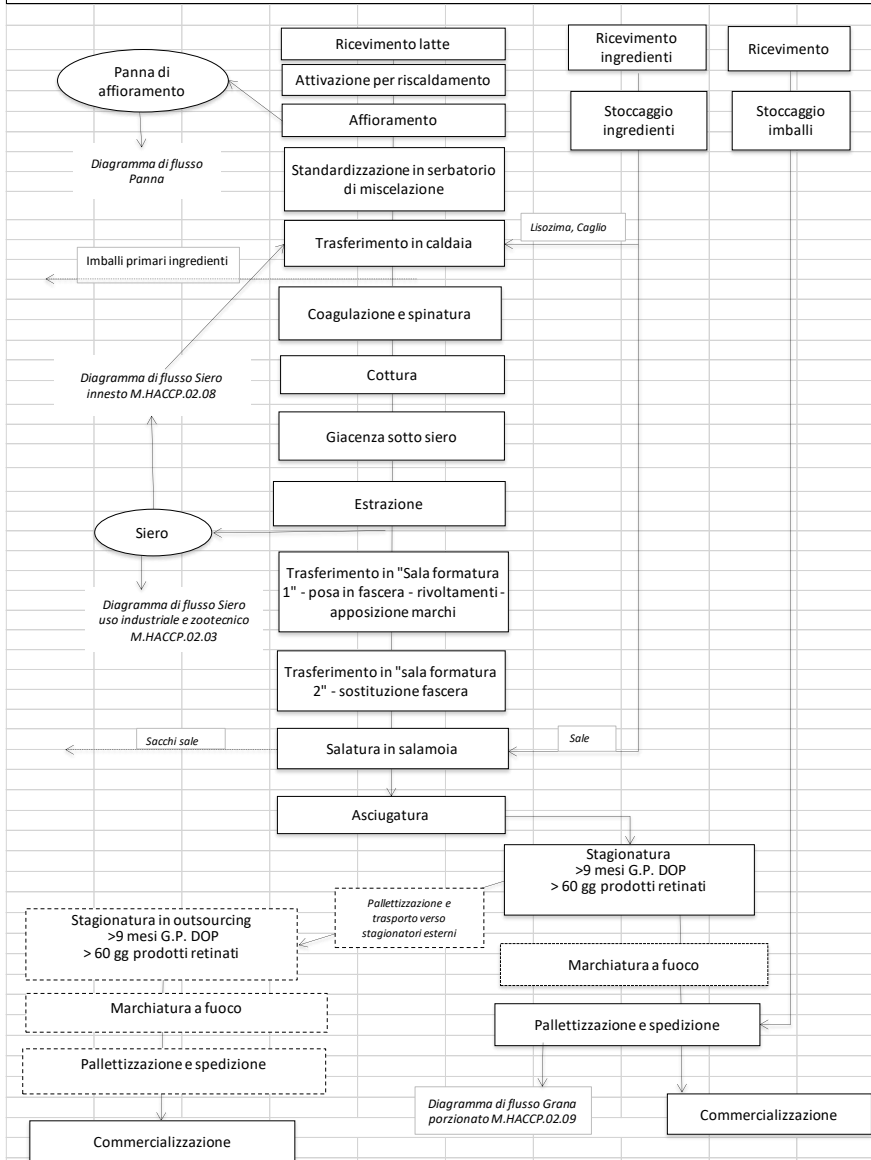 Ricevimento latte
Ricevimento
ingredienti
Ricevimento
Panna di
affioramento
Attivazione per riscaldamento
Affioramento
Stoccaggio
ingredienti
Stoccaggio
imballi
Diagramma di flusso
Panna
Standardizzazione in serbatorio
di miscelazione
Lisozima, Caglio
Trasferimento in caldaia
Imballi primari ingredienti
Coagulazione e spinatura
Diagramma di flusso Siero
innesto M.HACCP.02.08
Cottura
Giacenza sotto siero
Estrazione
Siero
Trasferimento in "Sala formatura
1" - posa in fascera - rivoltamenti -
apposizione marchi
Diagramma di flusso Siero
uso industriale e zootecnico
M.HACCP.02.03
Trasferimento in "sala formatura
2" - sostituzione fascera
Sacchi sale
Salatura in salamoia
Sale
Asciugatura
Stagionatura
>9 mesi G.P. DOP
> 60 gg prodotti retinati
Pallettizzazione e
trasporto verso
stagionatori esterni
Stagionatura in outsourcing
>9 mesi G.P. DOP
> 60 gg prodotti retinati
Marchiatura a fuoco
Marchiatura a fuoco
Pallettizzazione e spedizione
Pallettizzazione e spedizione
Diagramma di flusso Grana
porzionato M.HACCP.02.09
Commercializzazione
Commercializzazione